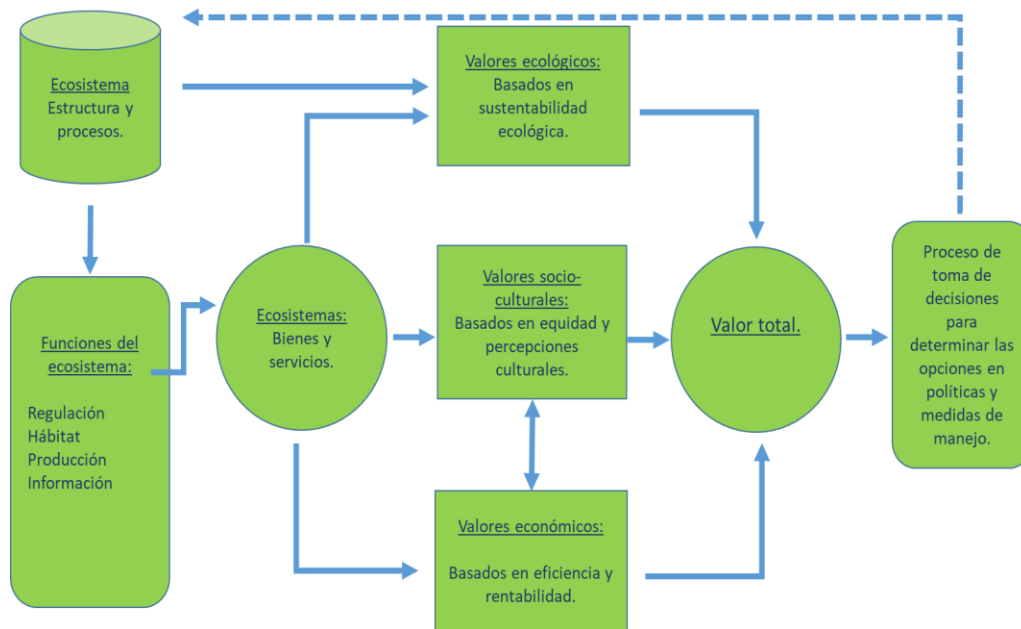 Ecosistema
Estructura y
procesos.
Valores ecológicos:
Basados en
sustentabilidad
ecológica.
Funciones del
ecosistema:
Regulación
Hábitat
Producción
Información
Ecosistemas:
Bienes y
servicios.
Valores socio-
culturales:
Basados en equidad y
percepciones
culturales.
Valores económicos:
Basados en eficiencia y
rentabilidad.
Valor total.
Proceso de
toma de
decisiones
para
determinar las
opciones en
políticas y
medidas de
manejo.